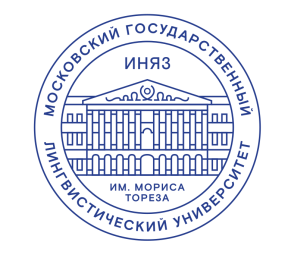 МОСКОВСКИЙ ГОСУДАРСТВЕННЫЙ
ИНЯЗ
ИМ. МОРИСА
ТОРЕЗА
ЛИНГВИСТИЧЕСКИЙ УНИВЕРСИТЕТ